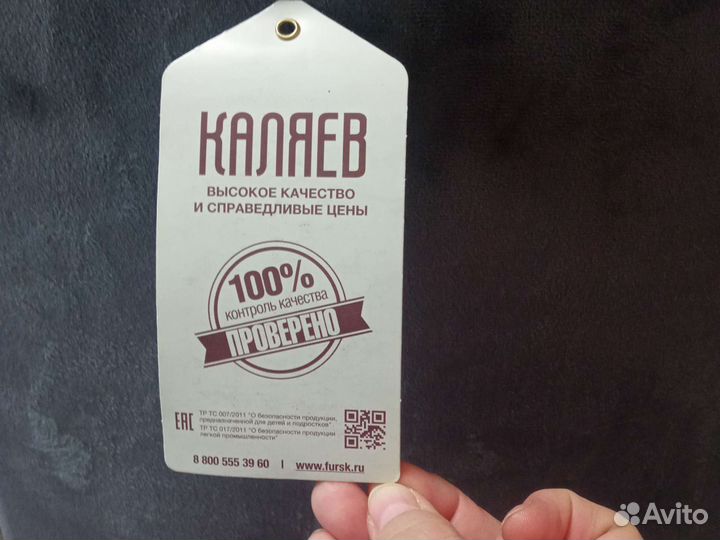 КАЛЯЕВ
ВЫСОКОЕ КАЧЕСТВО
И СПРАВЕДЛИВЫЕ ЦЕНЫ
100%
контроль качества
ПРОВЕРЕНО
EAC
ТР ТС 007/2011 "О безопасности продукции,
предназначенной для детей и подростков"
ТР ТС 017/2011 "О безопасности продукции
легкой промышленности"
8 800 555 39 60 | www.fursk.ru
Avito